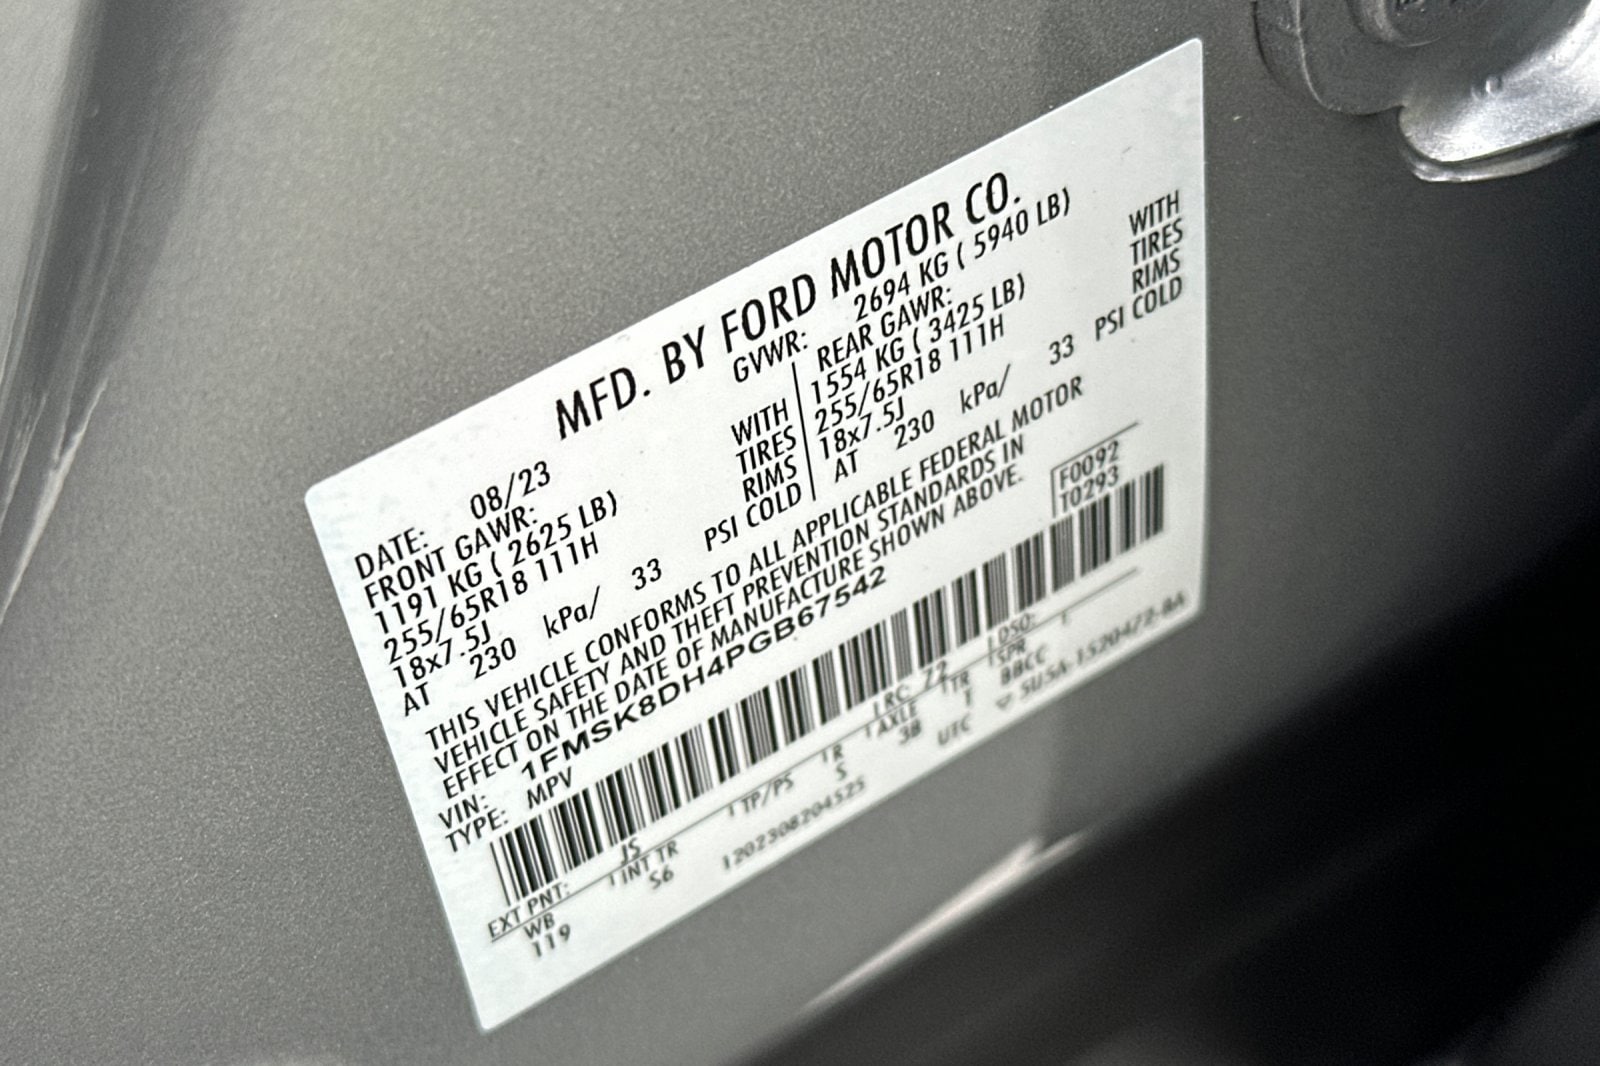 MFD. BY FORD MOTOR CO.
DATE: 08/23 GVWR: 2694 KG ( 5940 LB)
FRONT GAWR: REAR GAWR:
1191 KG ( 2625 LB) WITH 1554 KG ( 3425 LB) WITH
255/65R18 111H TIRES 255/65R18 111H TIRES
18x7.5J RIMS 18x7.5J RIMS
AT 230 kPa/ 33 PSI COLD AT 230 kPa/ 33 PSI COLD
THIS VEHICLE CONFORMS TO ALL APPLICABLE FEDERAL MOTOR
VEHICLE SAFETY AND THEFT PREVENTION STANDARDS IN
EFFECT ON THE DATE OF MANUFACTURE SHOWN ABOVE.
VIN: 1FMSK8DH4PGB67542 F0092
TYPE: MPV T0293
EXT PNT: JS RC: 72 DSO:
WB INT TR TP/PS R AXLE TR SPR
119 S6 S 3B T BBCC
1202308204525 UTC